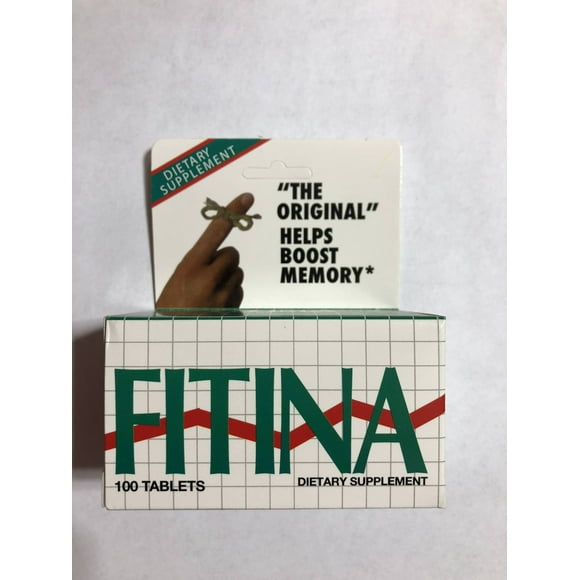 DIETARY
SUPPLEMENT
"THE
ORIGINAL"
HELPS
BOOST
MEMORY*
FITINA
100 TABLETS
DIETARY SUPPLEMENT